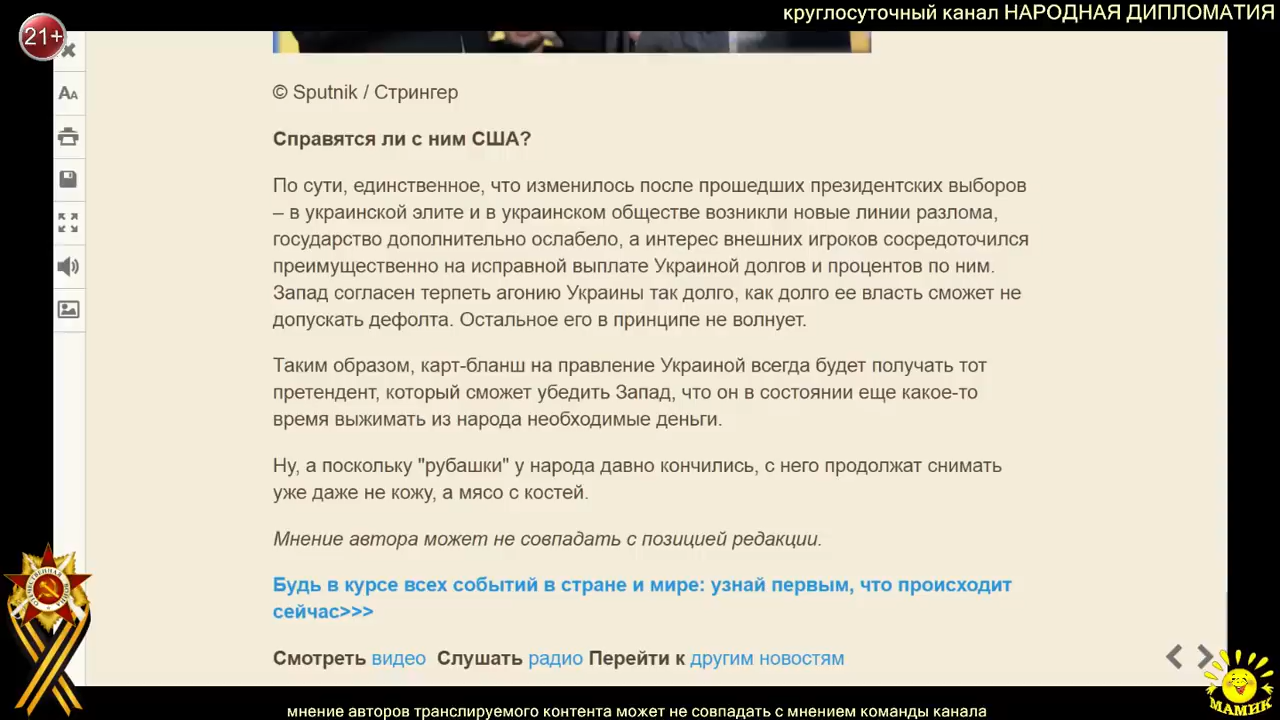 круглосуточный канал НАРОДНАЯ ДИПЛОМАТИЯ
21+
AA
© Sputnik / Стрингер
Справятся ли с ним США?
По сути, единственное, что изменилось после прошедших президентских выборов
– в украинской элите и в украинском обществе возникли новые линии разлома,
государство дополнительно ослабело, а интерес внешних игроков сосредоточился
преимущественно на исправной выплате Украиной долгов и процентов по ним.
Запад согласен терпеть агонию Украины так долго, как долго ее власть сможет не
допускать дефолта. Остальное его в принципе не волнует.
Таким образом, карт-бланш на правление Украиной всегда будет получать тот
претендент, который сможет убедить Запад, что он в состоянии еще какое-то
время выжимать из народа необходимые деньги.
Ну, а поскольку "рубашки" у народа давно кончились, с него продолжат снимать
уже даже не кожу, а мясо с костей.
Мнение автора может не совпадать с позицией редакции.
Будь в курсе всех событий в стране и мире: узнай первым, что происходит
сейчас>>>
Смотреть видео Слушать радио Перейти к другим новостям
МАМИК
мнение авторов транслируемого контента может не совпадать с мнением команды канала